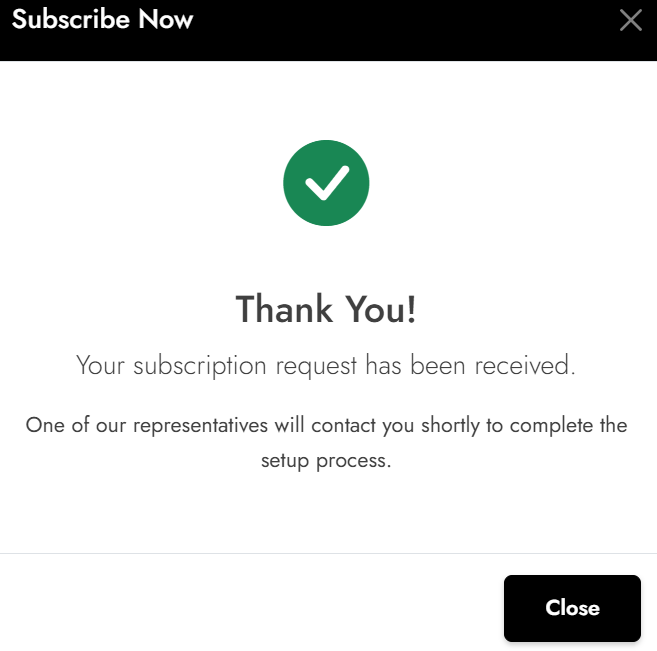 Subscribe Now
Thank You!
Your subscription request has been received.
One of our representatives will contact you shortly to complete the
setup process.
Close